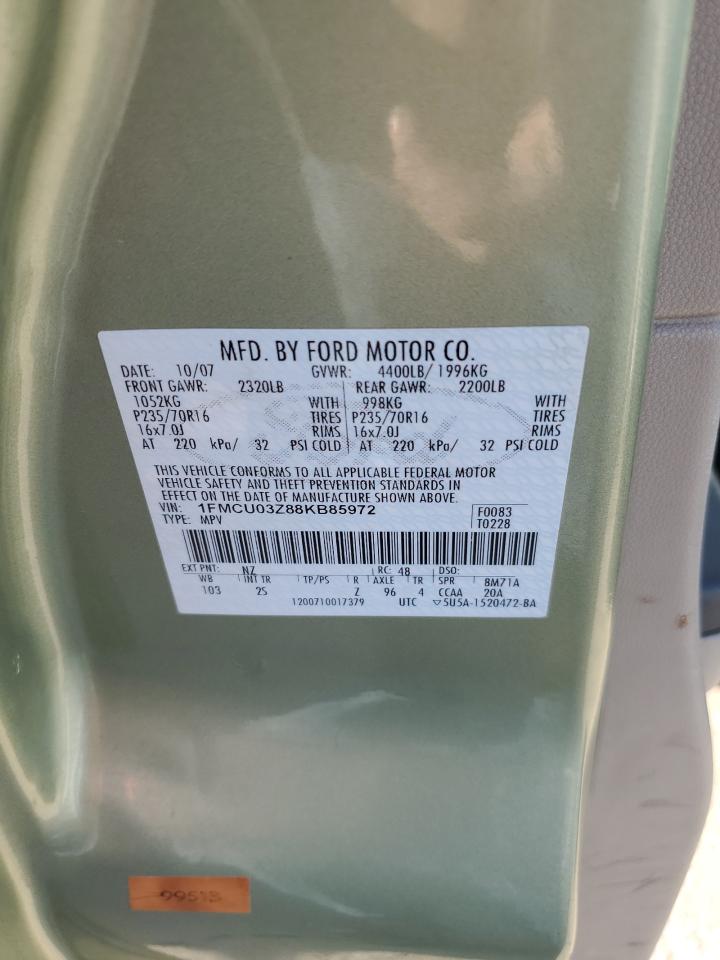 MFD. BY FORD MOTOR CO.
DATE: 10/07 GVWR: 4400LB/ 1996KG
FRONT GAWR: 2320LB REAR GAWR: 2200LB
1052KG WITH 998KG WITH
P235/70R16 TIRES P235/70R16 TIRES
16x7.0J RIMS 16x7.0J RIMS
AT 220 kPa/ 32 PSI COLD AT 220 kPa/ 32 PSI COLD
THIS VEHICLE CONFORMS TO ALL APPLICABLE FEDERAL MOTOR
VEHICLE SAFETY AND THEFT PREVENTION STANDARDS IN
EFFECT ON THE DATE OF MANUFACTURE SHOWN ABOVE.
VIN: 1FMCU03Z88KB85972 F0083
TYPE: MPV T0228
EXT PNT: NZ RC: 48 DSO:
WB INT TR TP/PS R AXLE TR SPR 8M71A
103 2S Z 96 4 CCAA 20A
1200710017379 UTC ▽5U5A-1520472-BA
9951B